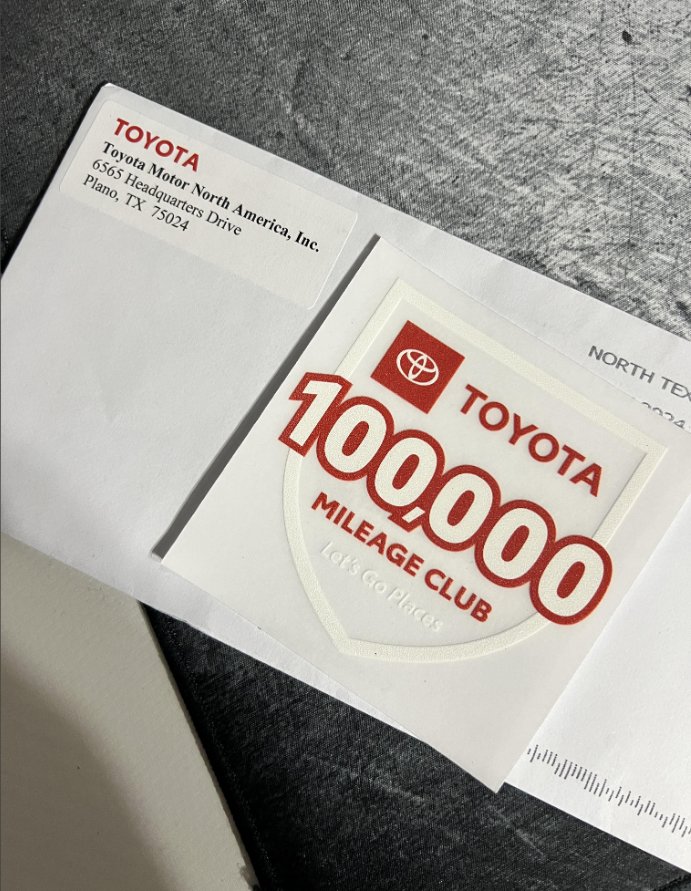 TOYOTA
Toyota Motor North America, Inc.
6565 Headquarters Drive
Plano, TX 75024
NORTH
TOYOTA
100,000
MILEAGE CLUB
Let's Go Places